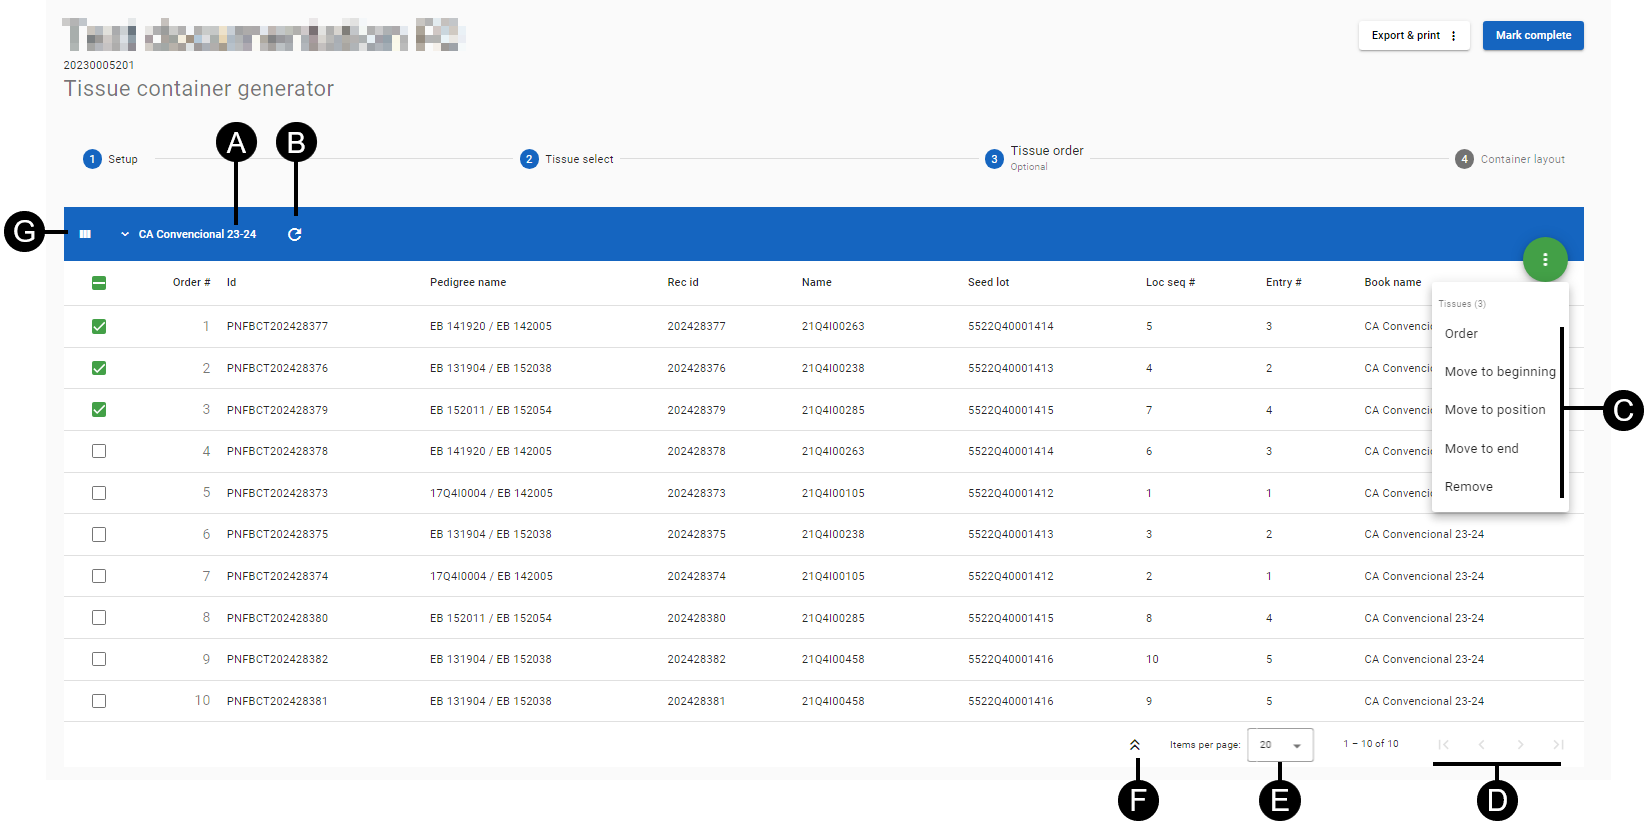 Export & print
Mark complete
20230005201
Tissue container generator
A
B
1 Setup
2 Tissue select
3 Tissue order
Optional
4 Container layout
G
CA Convencional 23-24
Order # Id Pedigree name Rec id Name Seed lot Loc seq # Entry # Book name
1 PNFBCT202428377 EB 141920 / EB 142005 202428377 21Q4I00263 5522Q40001414 5 3 CA Convenci
2 PNFBCT202428376 EB 131904 / EB 152038 202428376 21Q4I00238 5522Q40001413 4 2 CA Convenci
3 PNFBCT202428379 EB 152011 / EB 152054 202428379 21Q4I00285 5522Q40001415 7 4 CA Convenci
4 PNFBCT202428378 EB 141920 / EB 142005 202428378 21Q4I00263 5522Q40001414 6 3 CA Convenci
5 PNFBCT202428373 17Q4I0004 / EB 142005 202428373 21Q4I00105 5522Q40001412 1 1 CA Convenci
6 PNFBCT202428375 EB 131904 / EB 152038 202428375 21Q4I00238 5522Q40001413 3 2 CA Convencional 23-24
7 PNFBCT202428374 17Q4I0004 / EB 142005 202428374 21Q4I00105 5522Q40001412 2 1 CA Convencional 23-24
8 PNFBCT202428380 EB 152011 / EB 152054 202428380 21Q4I00285 5522Q40001415 8 4 CA Convencional 23-24
9 PNFBCT202428382 EB 131904 / EB 152038 202428382 21Q4I00458 5522Q40001416 10 5 CA Convencional 23-24
10 PNFBCT202428381 EB 131904 / EB 152038 202428381 21Q4I00458 5522Q40001416 9 5 CA Convencional 23-24
Tissues (3)
Order
Move to beginning
Move to position
Move to end
Remove
C
Items per page: 20 1 – 10 of 10
F
E
D